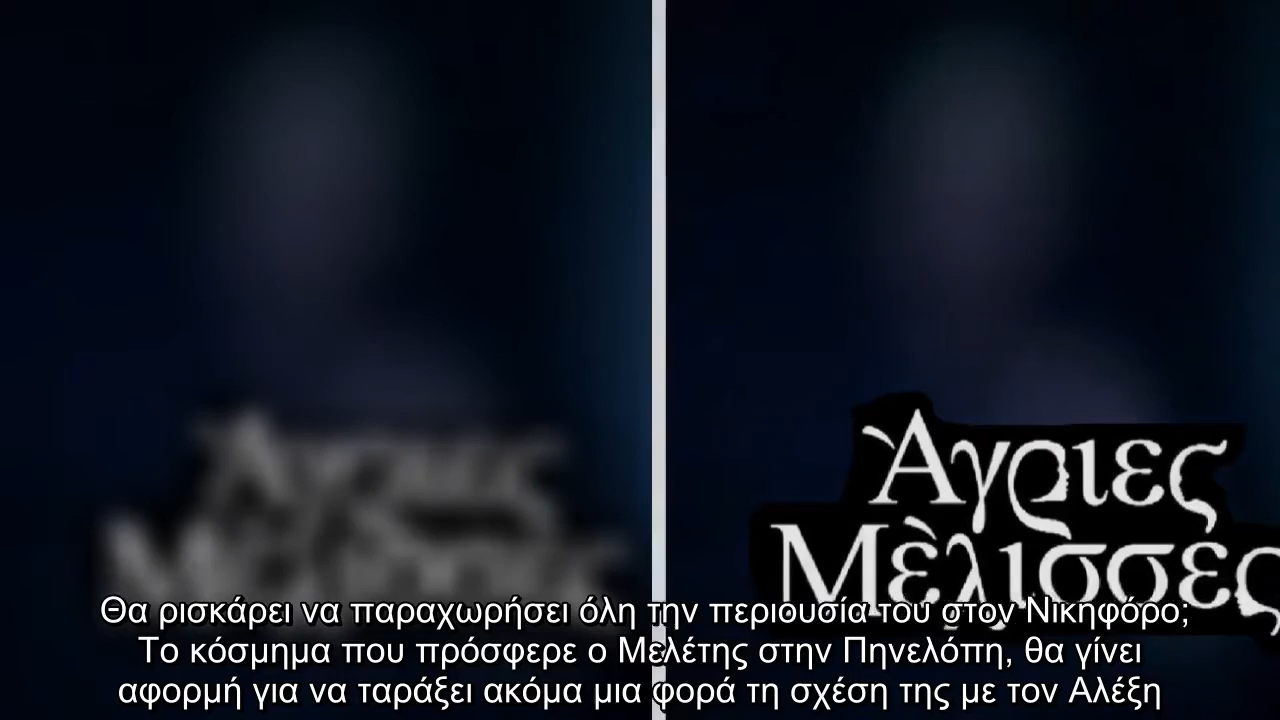 Άγριες
Μέλισσες
Θα ρισκάρει να παραχωρήσει όλη την περιουσία του στον Νικηφόρο;
Το κόσμημα που πρόσφερε ο Μελέτης στην Πηνελόπη, θα γίνει
αφορμή για να ταράξει ακόμα μια φορά τη σχέση της με τον Αλέξη